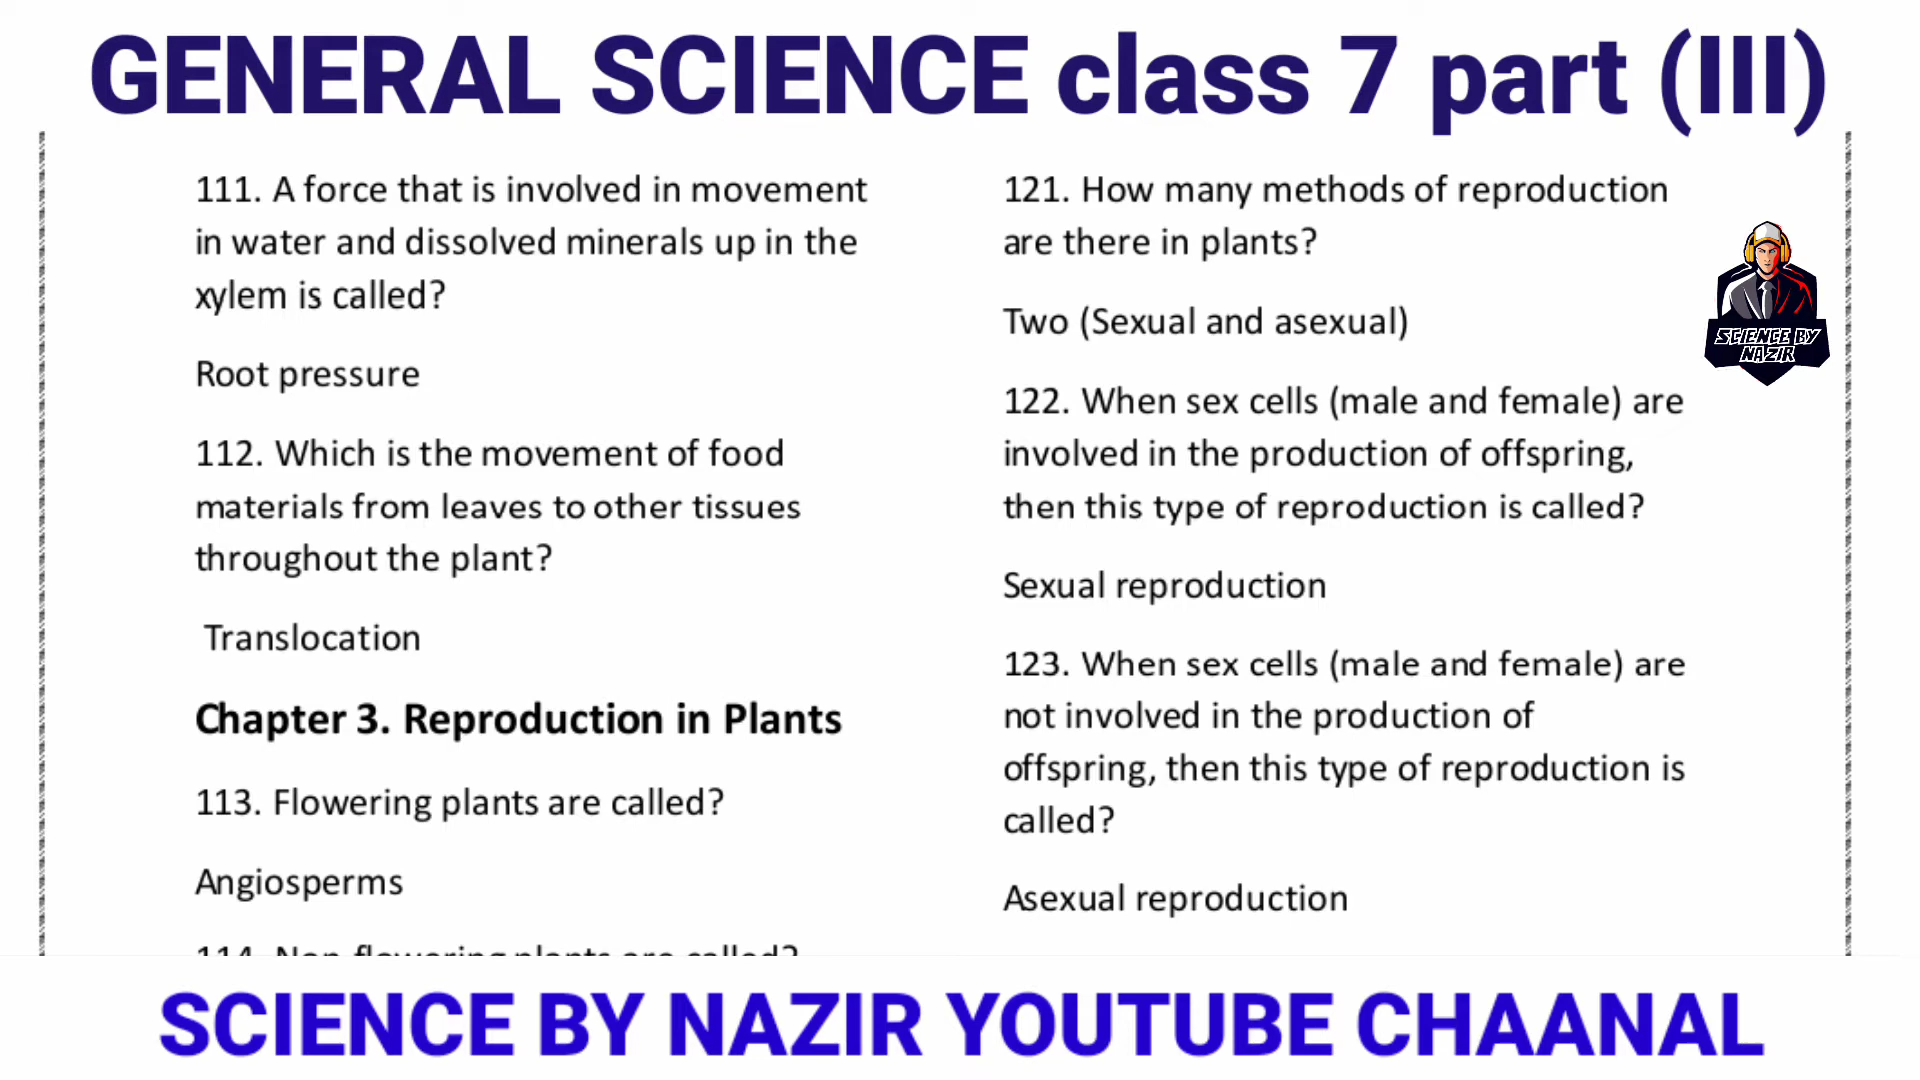 GENERAL SCIENCE class 7 part (III)
111. A force that is involved in movement
in water and dissolved minerals up in the
xylem is called?
Root pressure
112. Which is the movement of food
materials from leaves to other tissues
throughout the plant?
Translocation
Chapter 3. Reproduction in Plants
113. Flowering plants are called?
Angiosperms
114. Non flowering plants are called?
121. How many methods of reproduction
are there in plants?
Two (Sexual and asexual)
122. When sex cells (male and female) are
involved in the production of offspring,
then this type of reproduction is called?
Sexual reproduction
123. When sex cells (male and female) are
not involved in the production of
offspring, then this type of reproduction is
called?
Asexual reproduction
SCIENCE BY
NAZIR
SCIENCE BY NAZIR YOUTUBE CHAANAL